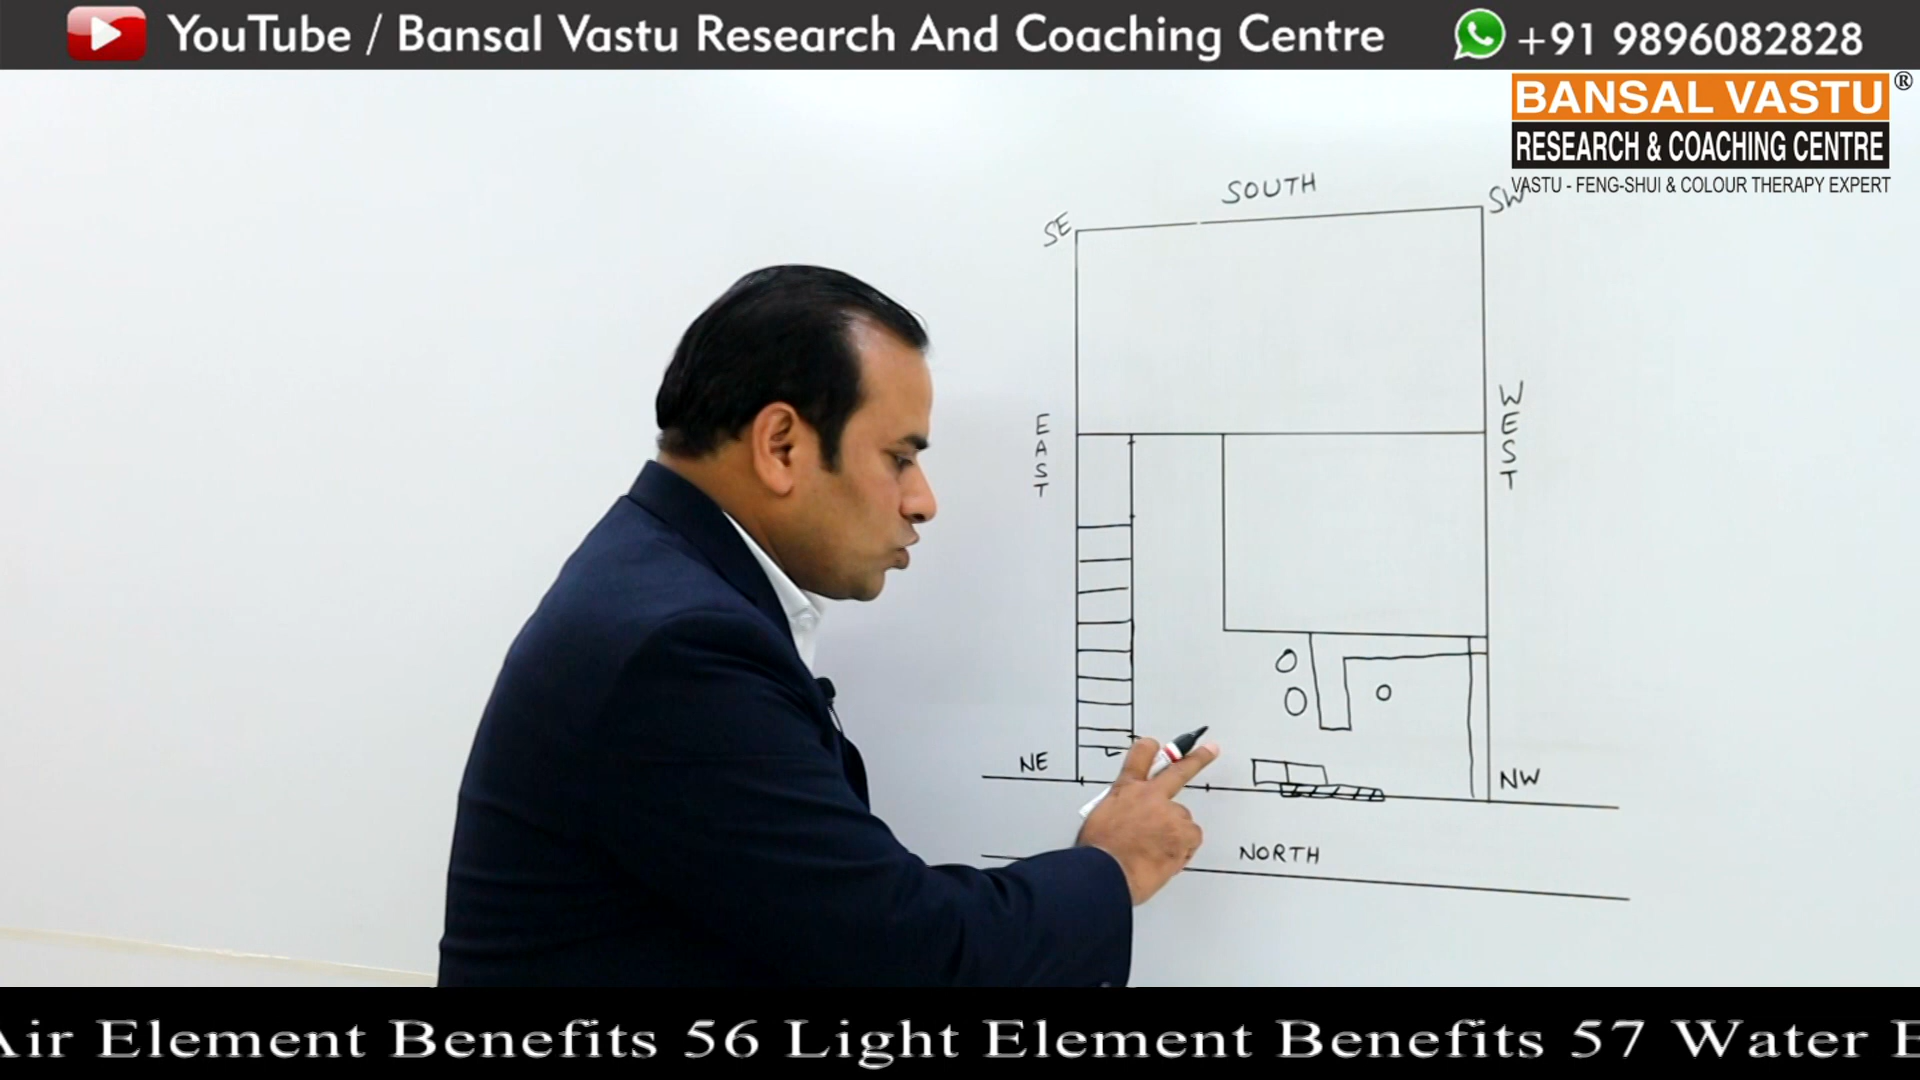 YouTube / Bansal Vastu Research And Coaching Centre +91 9896082828
BANSAL VASTU ®
RESEARCH & COACHING CENTRE
VASTU - FENG-SHUI & COLOUR THERAPY EXPERT
SOUTH
SE
SW
EAST
WEST
NE
NW
NORTH
Air Element Benefits 56 Light Element Benefits 57 Water